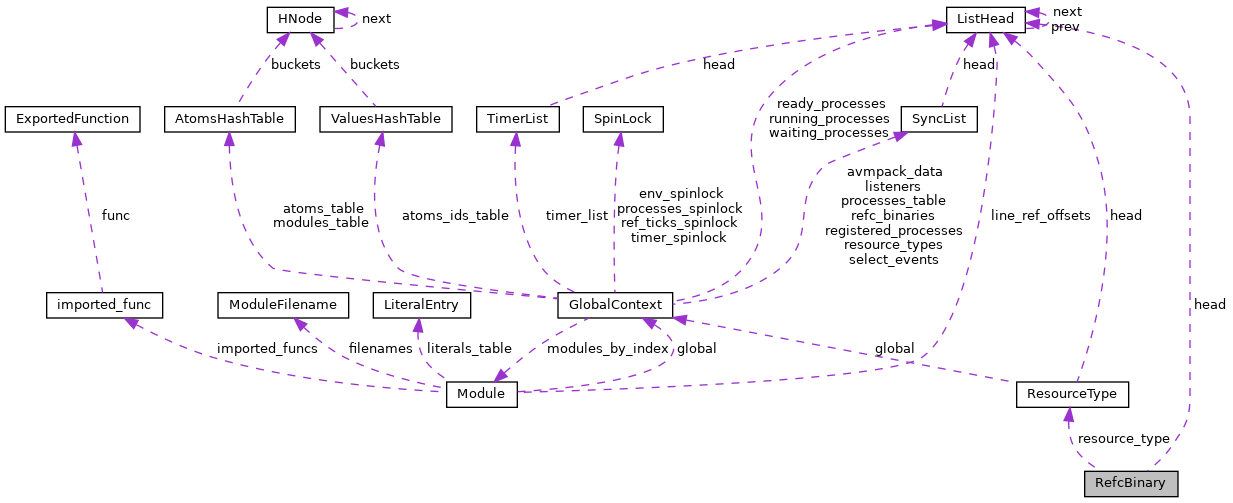 HNode
next
ListHead
next
prev
buckets
buckets
head
head
ExportedFunction
AtomsHashTable
ValuesHashTable
TimerList
SpinLock
ready_processes
running_processes
waiting_processes
SyncList
func
atoms_table
modules_table
atoms_ids_table
timer_list
env_spinlock
processes_spinlock
ref_ticks_spinlock
timer_spinlock
avmpack_data
listeners
processes_table
refc_binaries
registered_processes
resource_types
select_events
line_ref_offsets
head
imported_func
ModuleFilename
LiteralEntry
GlobalContext
head
imported_funcs
filenames
literals_table
modules_by_index
global
global
Module
ResourceType
resource_type
RefcBinary